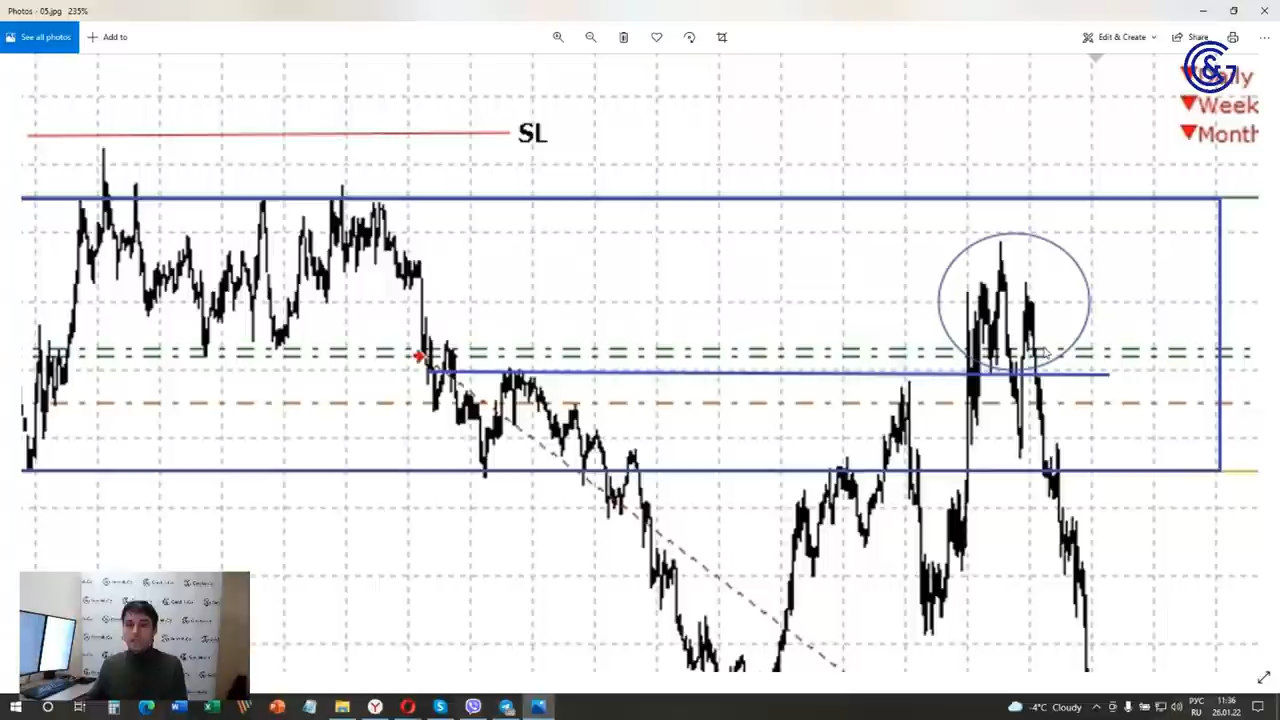 Photos - 05.jpg 235%
See all photos
Add to
Edit & Create
Share
Daily
Week
Month
SL
-4°C Cloudy
РУС
RU
11:36
26.01.22